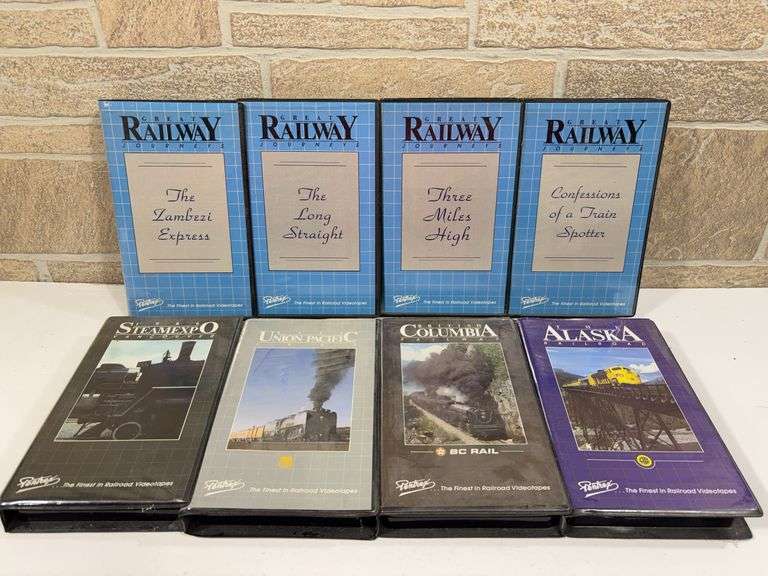 GREAT
RAILWAY
JOURNEYS
The
Zambezi
Express
Pentrex
...The Finest in Railroad Videotapes
GREAT
RAILWAY
JOURNEYS
The
Long
Straight
Pentrex
...The Finest in Railroad Videotapes
GREAT
RAILWAY
JOURNEYS
Three
Miles
High
Pentrex
...The Finest in Railroad Videotapes
GREAT
RAILWAY
JOURNEYS
Confessions
of a Train
Spotter
Pentrex
...The Finest in Railroad Videotapes
STEAMEXPO
VANCOUVER
Pentrex
...The Finest in Railroad Videotapes
UNION PACIFIC
Pentrex
...The Finest in Railroad Videotapes
COLUMBIA
BC RAIL
Pentrex
...The Finest in Railroad Videotapes
ALASKA
RAILROAD
Pentrex
...The Finest in Railroad Videotapes